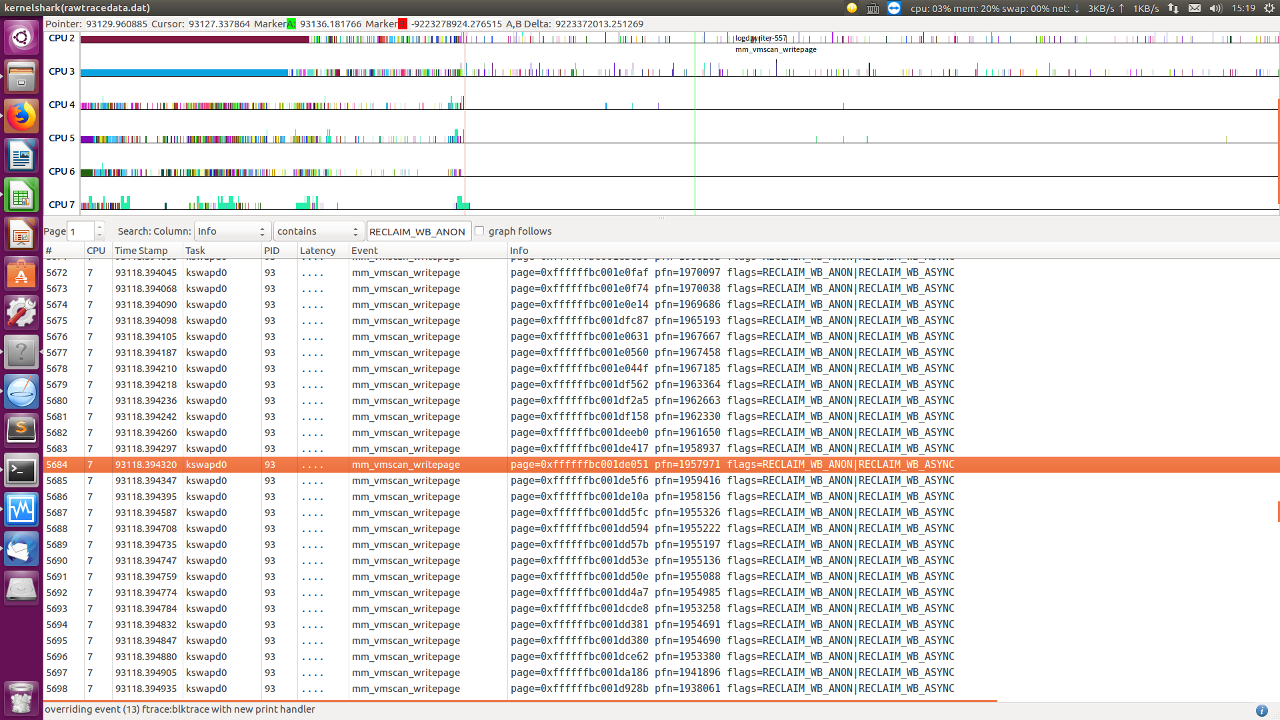 kernelshark(rawtracedata.dat) cpu: 03% mem: 20% swap: 00% net: ↓ 3KB/s ↑ 1KB/s 15:19
Pointer: 93129.960885 Cursor: 93127.337864 Marker A: 93136.181766 Marker B: -9223278924.276515 A,B Delta: 9223372013.251269
CPU 2
logdwriter-557
mm_vmscan_writepage
CPU 3
CPU 4
CPU 5
CPU 6
CPU 7
Page 1 Search: Column: Info contains RECLAIM_WB_ANON graph follows
# CPU Time Stamp Task PID Latency Event Info
5672 7 93118.394045 kswapd0 93 .... mm_vmscan_writepage page=0xffffffbc001e0faf pfn=1970097 flags=RECLAIM_WB_ANON|RECLAIM_WB_ASYNC
5673 7 93118.394068 kswapd0 93 .... mm_vmscan_writepage page=0xffffffbc001e0f74 pfn=1970038 flags=RECLAIM_WB_ANON|RECLAIM_WB_ASYNC
5674 7 93118.394090 kswapd0 93 .... mm_vmscan_writepage page=0xffffffbc001e0e14 pfn=1969686 flags=RECLAIM_WB_ANON|RECLAIM_WB_ASYNC
5675 7 93118.394098 kswapd0 93 .... mm_vmscan_writepage page=0xffffffbc001dfc87 pfn=1965193 flags=RECLAIM_WB_ANON|RECLAIM_WB_ASYNC
5676 7 93118.394105 kswapd0 93 .... mm_vmscan_writepage page=0xffffffbc001e0631 pfn=1967667 flags=RECLAIM_WB_ANON|RECLAIM_WB_ASYNC
5677 7 93118.394187 kswapd0 93 .... mm_vmscan_writepage page=0xffffffbc001e0560 pfn=1967458 flags=RECLAIM_WB_ANON|RECLAIM_WB_ASYNC
5678 7 93118.394210 kswapd0 93 .... mm_vmscan_writepage page=0xffffffbc001e044f pfn=1967185 flags=RECLAIM_WB_ANON|RECLAIM_WB_ASYNC
5679 7 93118.394218 kswapd0 93 .... mm_vmscan_writepage page=0xffffffbc001df562 pfn=1963364 flags=RECLAIM_WB_ANON|RECLAIM_WB_ASYNC
5680 7 93118.394236 kswapd0 93 .... mm_vmscan_writepage page=0xffffffbc001df2a5 pfn=1962663 flags=RECLAIM_WB_ANON|RECLAIM_WB_ASYNC
5681 7 93118.394242 kswapd0 93 .... mm_vmscan_writepage page=0xffffffbc001df158 pfn=1962330 flags=RECLAIM_WB_ANON|RECLAIM_WB_ASYNC
5682 7 93118.394260 kswapd0 93 .... mm_vmscan_writepage page=0xffffffbc001deeb0 pfn=1961650 flags=RECLAIM_WB_ANON|RECLAIM_WB_ASYNC
5683 7 93118.394297 kswapd0 93 .... mm_vmscan_writepage page=0xffffffbc001de417 pfn=1958937 flags=RECLAIM_WB_ANON|RECLAIM_WB_ASYNC
5684 7 93118.394320 kswapd0 93 .... mm_vmscan_writepage page=0xffffffbc001de051 pfn=1957971 flags=RECLAIM_WB_ANON|RECLAIM_WB_ASYNC
5685 7 93118.394347 kswapd0 93 .... mm_vmscan_writepage page=0xffffffbc001de5f6 pfn=1959416 flags=RECLAIM_WB_ANON|RECLAIM_WB_ASYNC
5686 7 93118.394395 kswapd0 93 .... mm_vmscan_writepage page=0xffffffbc001de10a pfn=1958156 flags=RECLAIM_WB_ANON|RECLAIM_WB_ASYNC
5687 7 93118.394587 kswapd0 93 .... mm_vmscan_writepage page=0xffffffbc001dd5fc pfn=1955326 flags=RECLAIM_WB_ANON|RECLAIM_WB_ASYNC
5688 7 93118.394708 kswapd0 93 .... mm_vmscan_writepage page=0xffffffbc001dd594 pfn=1955222 flags=RECLAIM_WB_ANON|RECLAIM_WB_ASYNC
5689 7 93118.394735 kswapd0 93 .... mm_vmscan_writepage page=0xffffffbc001dd57b pfn=1955197 flags=RECLAIM_WB_ANON|RECLAIM_WB_ASYNC
5690 7 93118.394747 kswapd0 93 .... mm_vmscan_writepage page=0xffffffbc001dd53e pfn=1955136 flags=RECLAIM_WB_ANON|RECLAIM_WB_ASYNC
5691 7 93118.394759 kswapd0 93 .... mm_vmscan_writepage page=0xffffffbc001dd50e pfn=1955088 flags=RECLAIM_WB_ANON|RECLAIM_WB_ASYNC
5692 7 93118.394774 kswapd0 93 .... mm_vmscan_writepage page=0xffffffbc001dd4a7 pfn=1954985 flags=RECLAIM_WB_ANON|RECLAIM_WB_ASYNC
5693 7 93118.394784 kswapd0 93 .... mm_vmscan_writepage page=0xffffffbc001dcde8 pfn=1953258 flags=RECLAIM_WB_ANON|RECLAIM_WB_ASYNC
5694 7 93118.394832 kswapd0 93 .... mm_vmscan_writepage page=0xffffffbc001dd381 pfn=1954691 flags=RECLAIM_WB_ANON|RECLAIM_WB_ASYNC
5695 7 93118.394847 kswapd0 93 .... mm_vmscan_writepage page=0xffffffbc001dd380 pfn=1954690 flags=RECLAIM_WB_ANON|RECLAIM_WB_ASYNC
5696 7 93118.394880 kswapd0 93 .... mm_vmscan_writepage page=0xffffffbc001dce62 pfn=1953380 flags=RECLAIM_WB_ANON|RECLAIM_WB_ASYNC
5697 7 93118.394905 kswapd0 93 .... mm_vmscan_writepage page=0xffffffbc001da186 pfn=1941896 flags=RECLAIM_WB_ANON|RECLAIM_WB_ASYNC
5698 7 93118.394935 kswapd0 93 .... mm_vmscan_writepage page=0xffffffbc001d928b pfn=1938061 flags=RECLAIM_WB_ANON|RECLAIM_WB_ASYNC
overriding event (13) ftrace:blktrace with new print handler